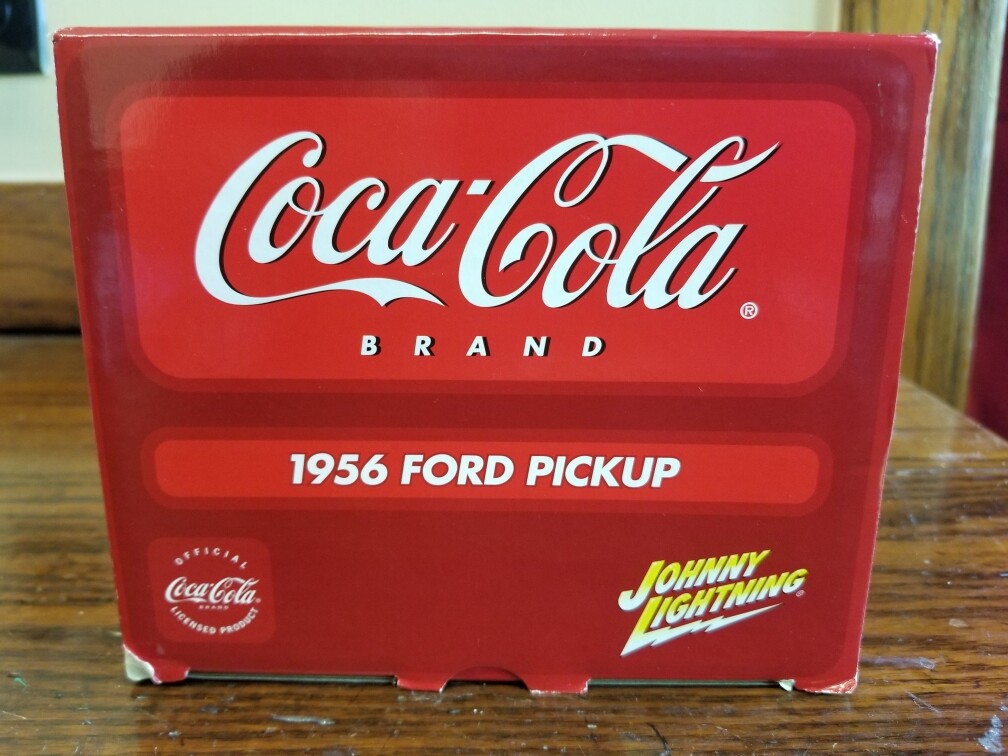 Coca-Cola®
BRAND
1956 FORD PICKUP
OFFICIAL
Coca-Cola®
BRAND
LICENSED PRODUCT
JOHNNY
LIGHTNING®